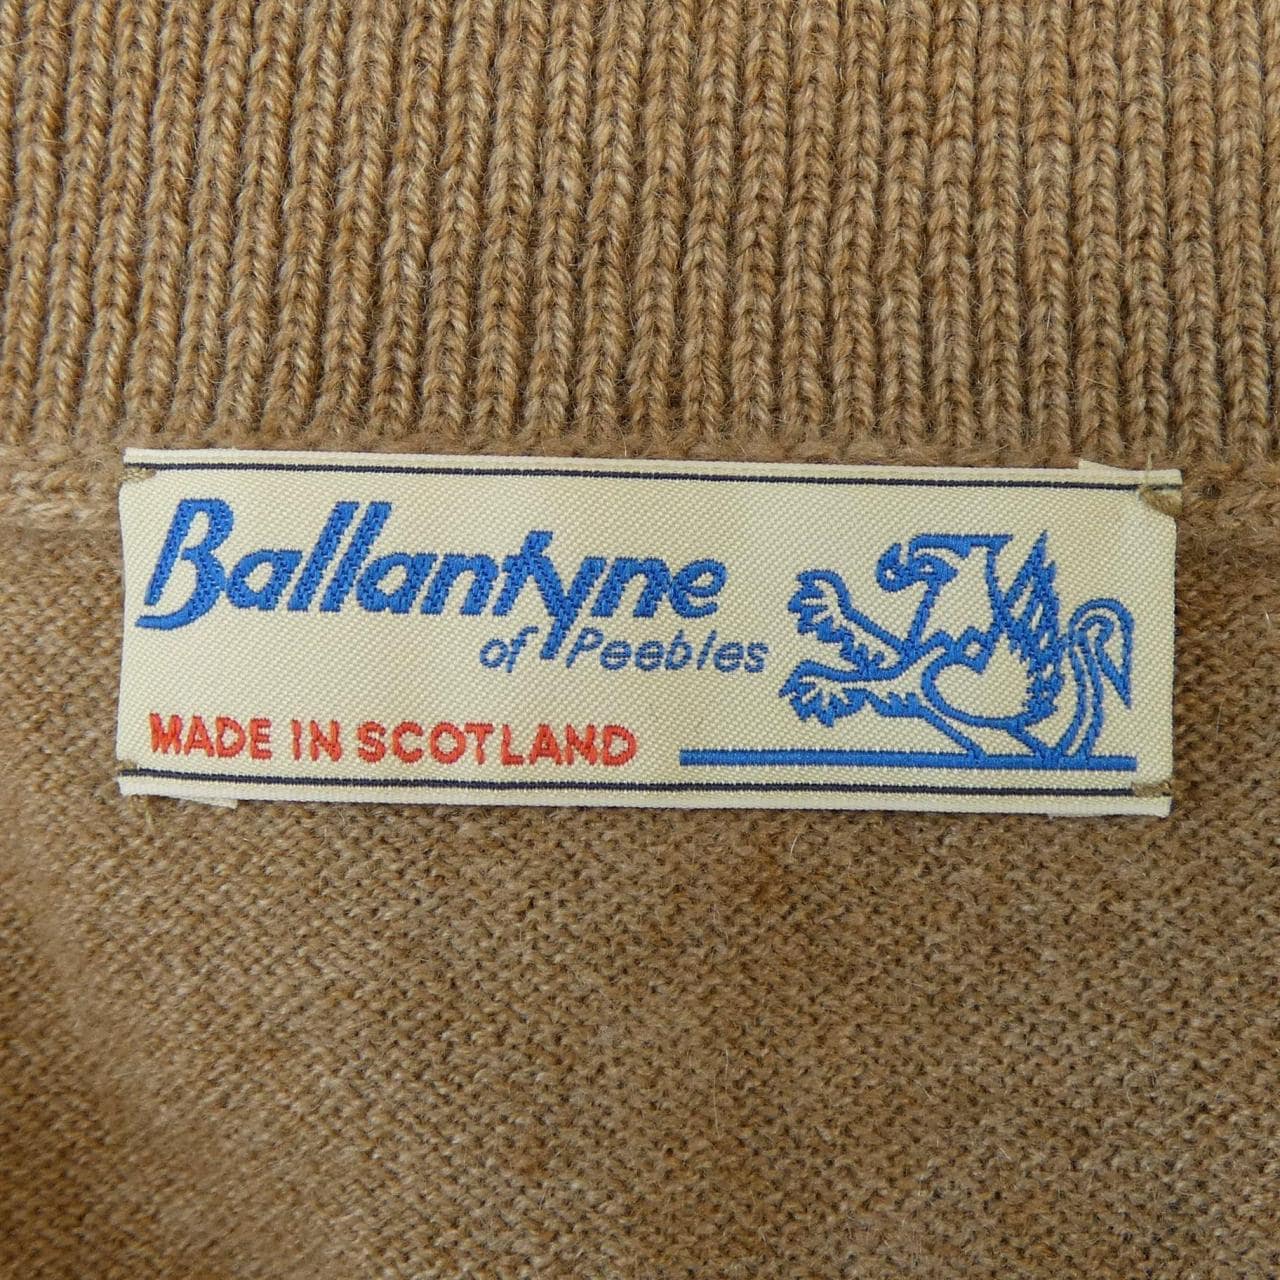 Ballantyne
of Peebles
MADE IN SCOTLAND